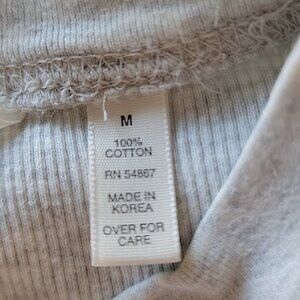 M
100%
COTTON
RN 54867
MADE IN
KOREA
OVER FOR
CARE